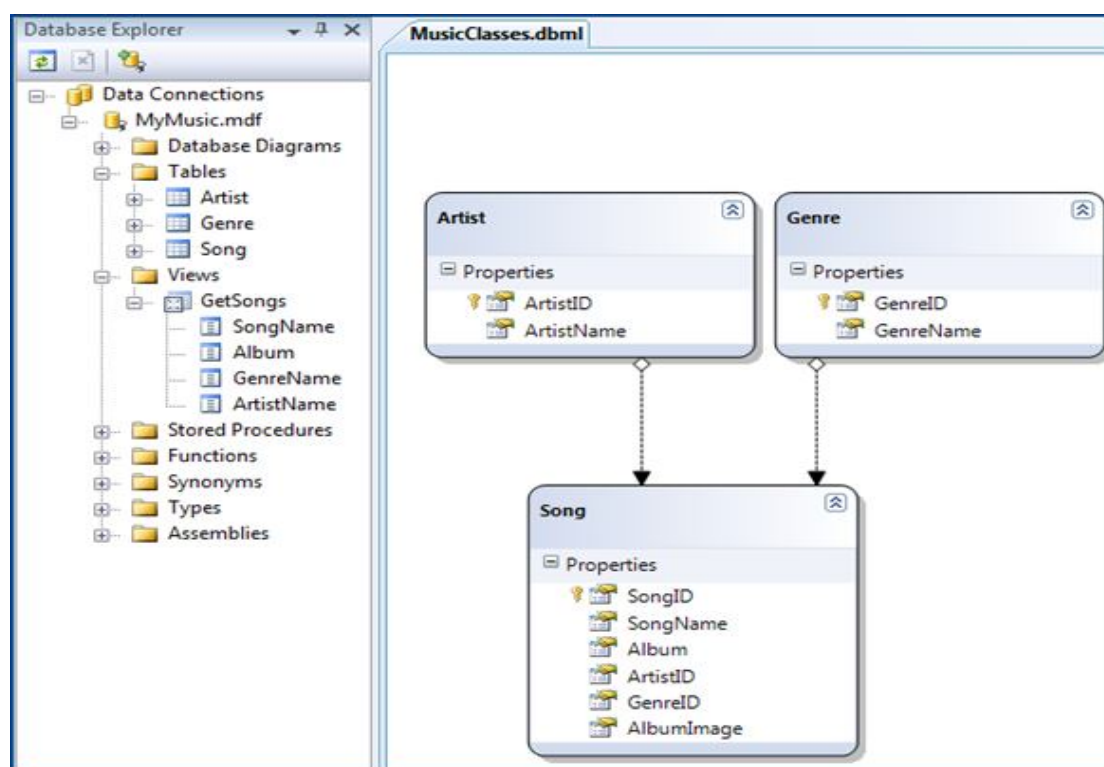 Database Explorer
Data Connections
MyMusic.mdf
Database Diagrams
Tables
Artist
Genre
Song
Views
GetSongs
SongName
Album
GenreName
ArtistName
Stored Procedures
Functions
Synonyms
Types
Assemblies
MusicClasses.dbml
Artist
Properties
ArtistID
ArtistName
Genre
Properties
GenreID
GenreName
Song
Properties
SongID
SongName
Album
ArtistID
GenreID
AlbumImage